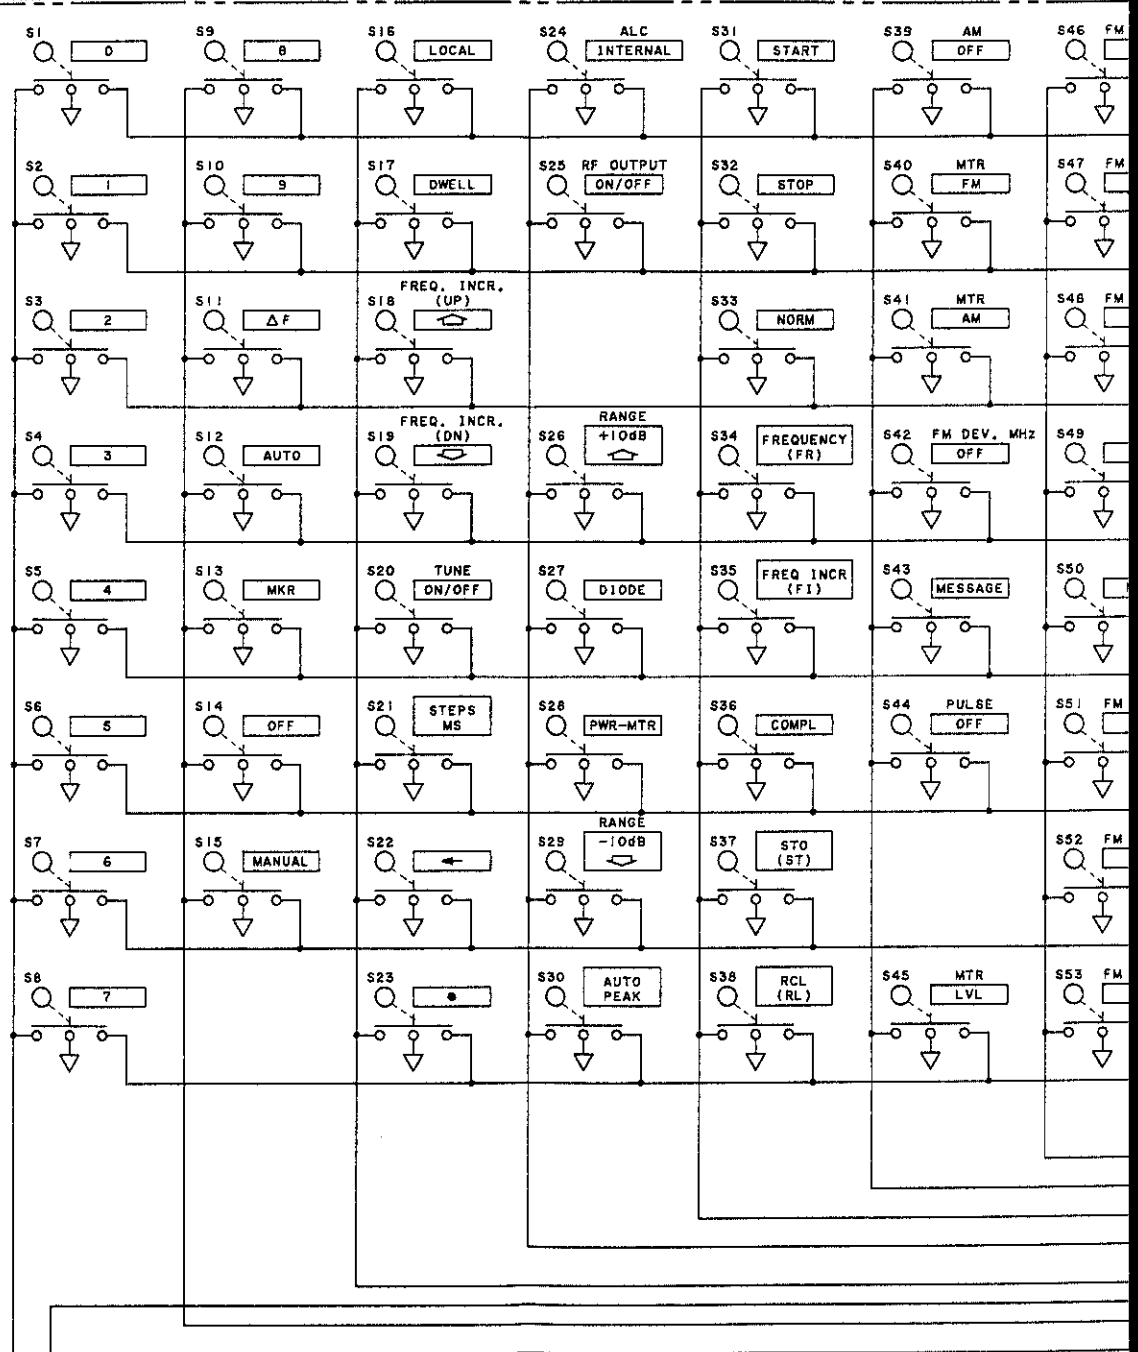 S1 0
S9 8
S16 LOCAL
S24 ALC INTERNAL
S31 START
S39 AM OFF
S46 FM
S2 1
S10 9
S17 DWELL
S25 RF OUTPUT ON/OFF
S32 STOP
S40 MTR FM
S47 FM
S3 2
S11 ΔF
S18 FREQ. INCR. (UP)
S33 NORM
S41 MTR AM
S48 FM
S4 3
S12 AUTO
S19 FREQ. INCR. (DN)
S26 RANGE +10dB
S34 FREQUENCY (FR)
S42 FM DEV. MHz OFF
S49
S5 4
S13 MKR
S20 TUNE ON/OFF
S27 DIODE
S35 FREQ INCR (FI)
S43 MESSAGE
S50
S6 5
S14 OFF
S21 STEPS MS
S28 PWR-MTR
S36 COMPL
S44 PULSE OFF
S51 FM
S7 6
S15 MANUAL
S22 ←
S29 RANGE -10dB
S37 STO (ST)
S52 FM
S8 7
S23 •
S30 AUTO PEAK
S38 RCL (RL)
S45 MTR LVL
S53 FM